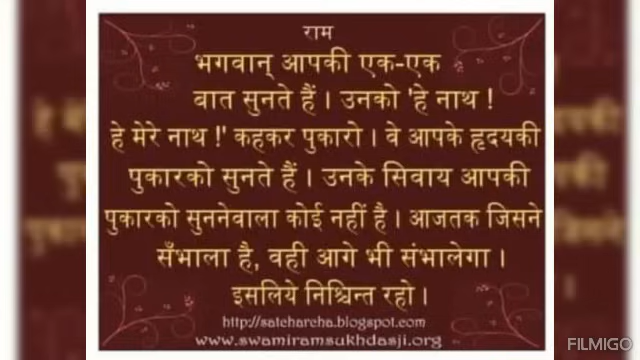 राम
भगवान् आपकी एक-एक
बात सुनते हैं । उनको 'हे नाथ !
हे मेरे नाथ !' कहकर पुकारो । वे आपके हृदयकी
पुकारको सुनते हैं । उनके सिवाय आपकी
पुकारको सुननेवाला कोई नहीं है । आजतक जिसने
सँभाला है, वही आगे भी संभालेगा ।
इसलिये निश्चिन्त रहो ।
http://satcharcha.blogspot.com
www.swamiramsukhdasji.org
FILMIGO